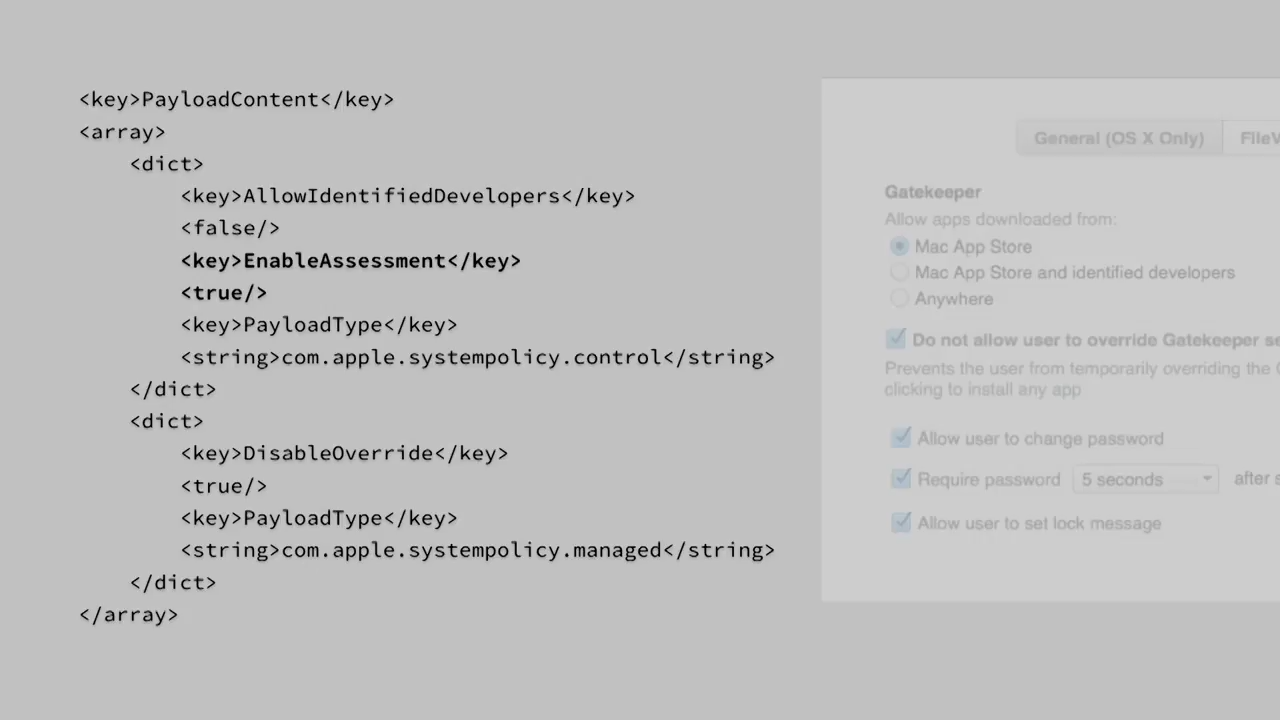 <key>PayloadContent</key>
<array>
<dict>
<key>AllowIdentifiedDevelopers</key>
<false/>
<key>EnableAssessment</key>
<true/>
<key>PayloadType</key>
<string>com.apple.systempolicy.control</string>
</dict>
<dict>
<key>DisableOverride</key>
<true/>
<key>PayloadType</key>
<string>com.apple.systempolicy.managed</string>
</dict>
</array>
General (OS X Only)
Gatekeeper
Allow apps downloaded from:
Mac App Store
Mac App Store and identified developers
Anywhere
Do not allow user to override Gatekeeper
Prevents the user from temporarily overriding the
clicking to install any app
Allow user to change password
Require password 5 seconds after
Allow user to set lock message